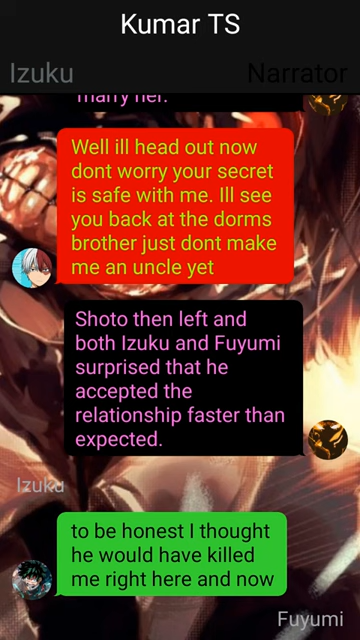 Kumar TS
Izuku
Narrator
marry her.
Well ill head out now
dont worry your secret
is safe with me. Ill see
you back at the dorms
brother just dont make
me an uncle yet
Shoto then left and
both Izuku and Fuyumi
surprised that he
accepted the
relationship faster than
expected.
Izuku
to be honest I thought
he would have killed
me right here and now
Fuyumi